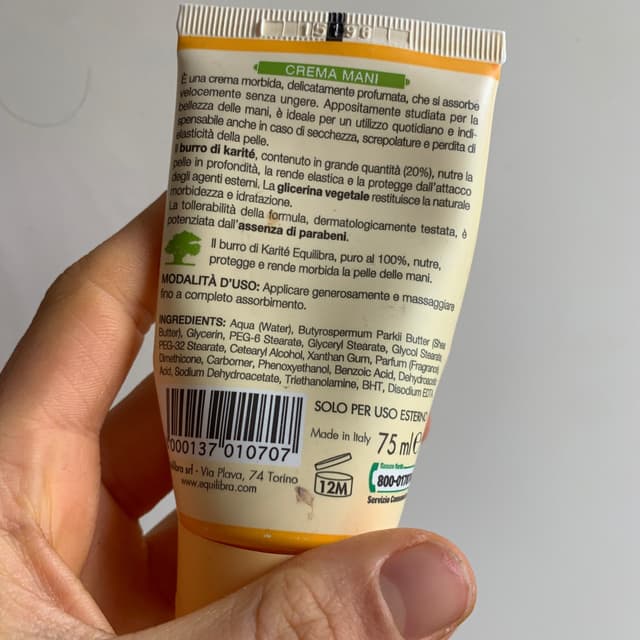 CREMA MANI
È una crema morbida, delicatamente profumata, che si assorbe
velocemente senza ungere. Appositamente studiata per la
bellezza delle mani, è ideale per un utilizzo quotidiano e indi-
spensabile anche in caso di secchezza, screpolature e perdita di
elasticità della pelle.
Il burro di karité, contenuto in grande quantità (20%), nutre la
pelle in profondità, la rende elastica e la protegge dall'attacco
degli agenti esterni. La glicerina vegetale restituisce la naturale
morbidezza e idratazione.
La tollerabilità della formula, dermatologicamente testata, è
potenziata dall'assenza di parabeni.
Il burro di Karité Equilibra, puro al 100%, nutre,
protegge e rende morbida la pelle delle mani.
MODALITÀ D'USO: Applicare generosamente e massaggiare
fino a completo assorbimento.
INGREDIENTS: Aqua (Water), Butyrospermum Parkii Butter (Shea
Butter), Glycerin, PEG-6 Stearate, Glyceryl Stearate, Glycol Stearate,
PEG-32 Stearate, Cetearyl Alcohol, Xanthan Gum, Parfum (Fragrance)
Dimethicone, Carbomer, Phenoxyethanol, Benzoic Acid, Dehydroacetic
Acid, Sodium Dehydroacetate, Triethanolamine, BHT, Disodium EDTA
SOLO PER USO ESTERNO
000137 010707
Made in Italy 75 ml e
srl - Via Plava, 74 Torino
www.equilibra.com
12M
Numero Verde
Servizio